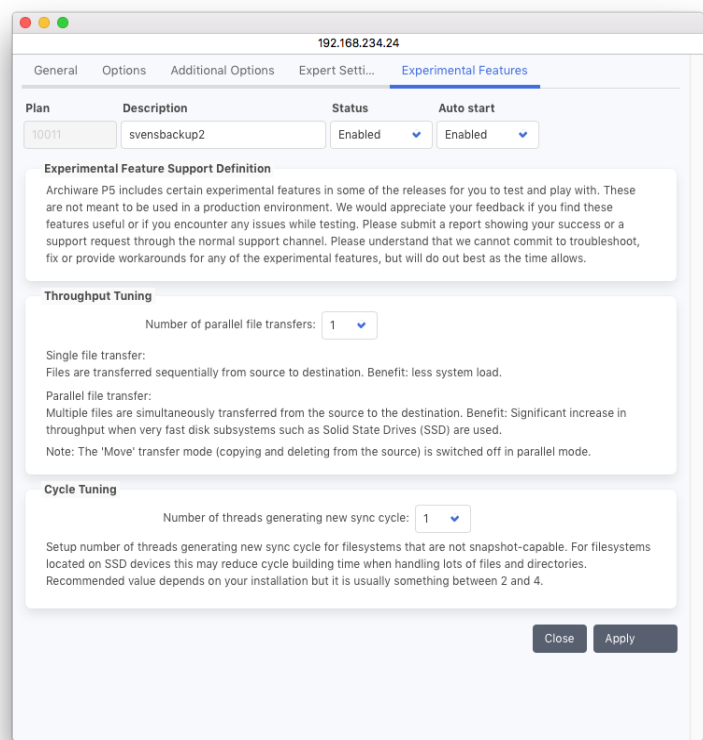 192.168.234.24
General Options Additional Options Expert Setti... Experimental Features
Plan Description Status Auto start
10011 svensbackup2 Enabled Enabled
Experimental Feature Support Definition
Archiware P5 includes certain experimental features in some of the releases for you to test and play with. These
are not meant to be used in a production environment. We would appreciate your feedback if you find these
features useful or if you encounter any issues while testing. Please submit a report showing your success or a
support request through the normal support channel. Please understand that we cannot commit to troubleshoot,
fix or provide workarounds for any of the experimental features, but will do out best as the time allows.
Throughput Tuning
Number of parallel file transfers: 1
Single file transfer:
Files are transferred sequentially from source to destination. Benefit: less system load.
Parallel file transfer:
Multiple files are simultaneously transferred from the source to the destination. Benefit: Significant increase in
throughput when very fast disk subsystems such as Solid State Drives (SSD) are used.
Note: The 'Move' transfer mode (copying and deleting from the source) is switched off in parallel mode.
Cycle Tuning
Number of threads generating new sync cycle: 1
Setup number of threads generating new sync cycle for filesystems that are not snapshot-capable. For filesystems
located on SSD devices this may reduce cycle building time when handling lots of files and directories.
Recommended value depends on your installation but it is usually something between 2 and 4.
Close Apply